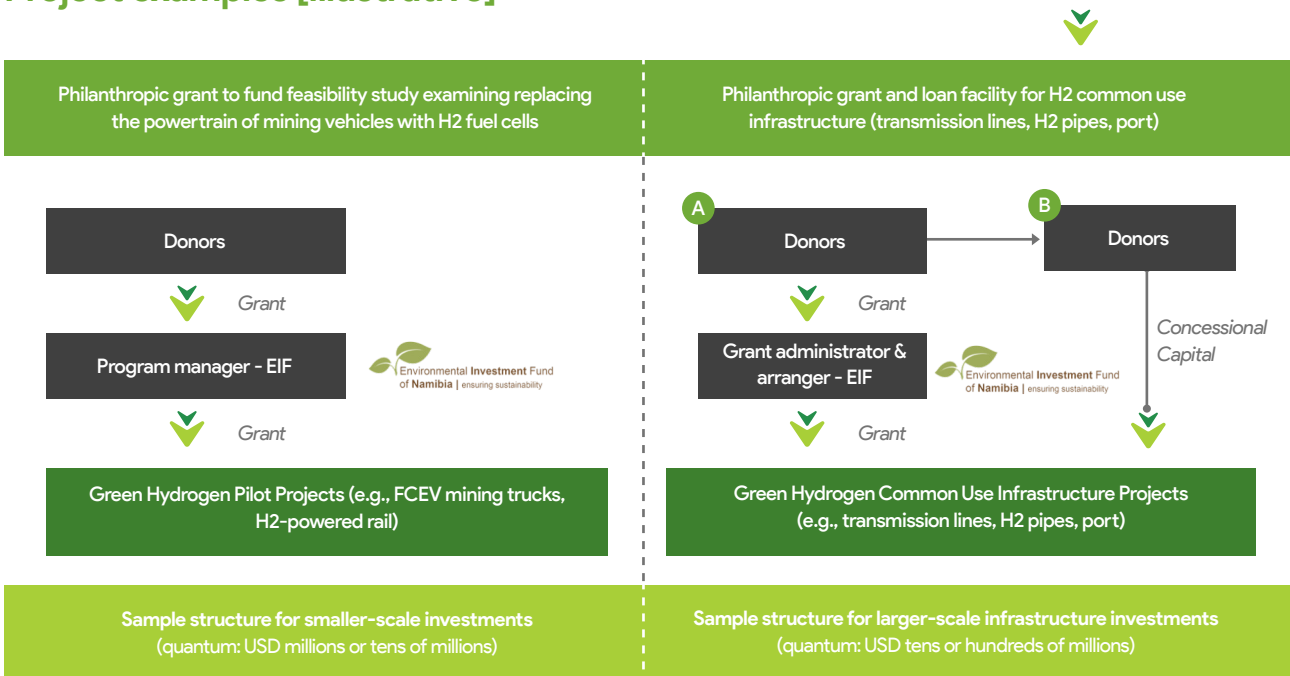 Project examples [illustrative]
Philanthropic grant to fund feasibility study examining replacing
the powertrain of mining vehicles with H2 fuel cells
Donors
Grant
Program manager - EIF
Environmental Investment Fund
of Namibia | ensuring sustainability
Grant
Green Hydrogen Pilot Projects (e.g., FCEV mining trucks,
H2-powered rail)
Sample structure for smaller-scale investments
(quantum: USD millions or tens of millions)
Philanthropic grant and loan facility for H2 common use
infrastructure (transmission lines, H2 pipes, port)
A
Donors
B
Donors
Grant
Concessional
Capital
Grant administrator &
arranger - EIF
Environmental Investment Fund
of Namibia | ensuring sustainability
Grant
Green Hydrogen Common Use Infrastructure Projects
(e.g., transmission lines, H2 pipes, port)
Sample structure for larger-scale infrastructure investments
(quantum: USD tens or hundreds of millions)